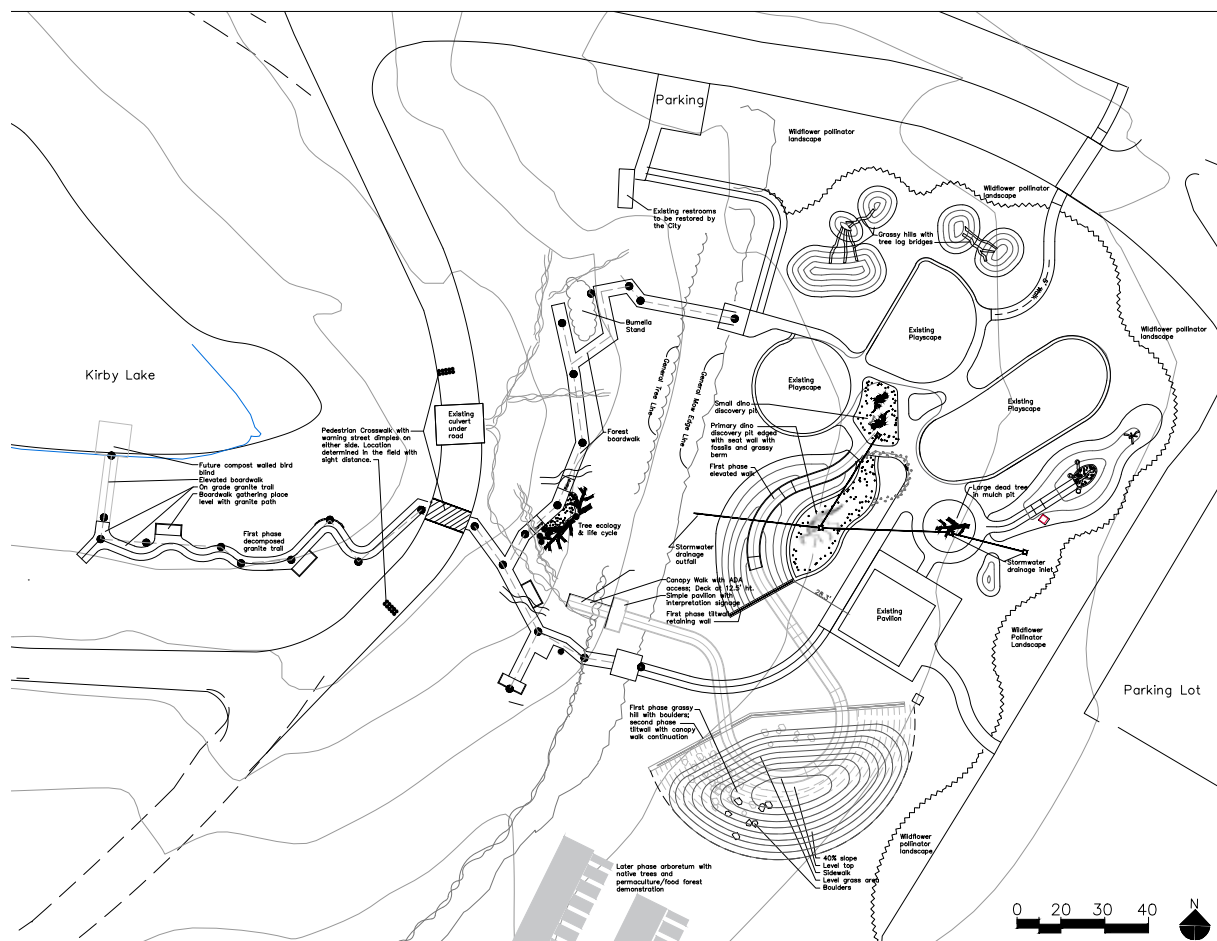 Parking
Wildflower pollinator
landscape
Wildflower pollinator
landscape
Existing restrooms
to be restored by
the City
Grassy hills with
tree log bridges
6' Walk
Bumelia
Stand
Wildflower pollinator
landscape
Existing
Playscape
General Tree Line
General Mow Edge Line
Kirby Lake
Existing
Playscape
Existing
Playscape
Small dino
discovery pit
Existing
culvert
under
road
Pedestrian Crosswalk with
warning street dimples on
either side. Location
determined in the field with
sight distance.
Forest
boardwalk
Primary dino
discovery pit edged
with seat wall with
fossils and grassy
berm
First phase
elevated walk
Future compost walled bird
blind
Elevated boardwalk
On grade granite trail
Boardwalk gathering place
level with granite path
Large dead tree
in mulch pit
First phase
decomposed
granite trail
Tree ecology
& life cycle
Stormwater
drainage
outfall
Stormwater
drainage inlet
Canopy Walk with ADA
access; Deck at 12.5' ht.
Simple pavilion with
interpretation signage
First phase tiltwall
retaining wall
28.3'
Existing
Pavilion
Wildflower
Pollinator
Landscape
Parking Lot
First phase grassy
hill with boulders;
second phase
tiltwall with canopy
walk continuation
Wildflower
pollinator
landscape
40% slope
Level top
Sidewalk
Level grass area
Boulders
Later phase arboretum with
native trees and
permaculture/food forest
demonstration
0 20 30 40
N